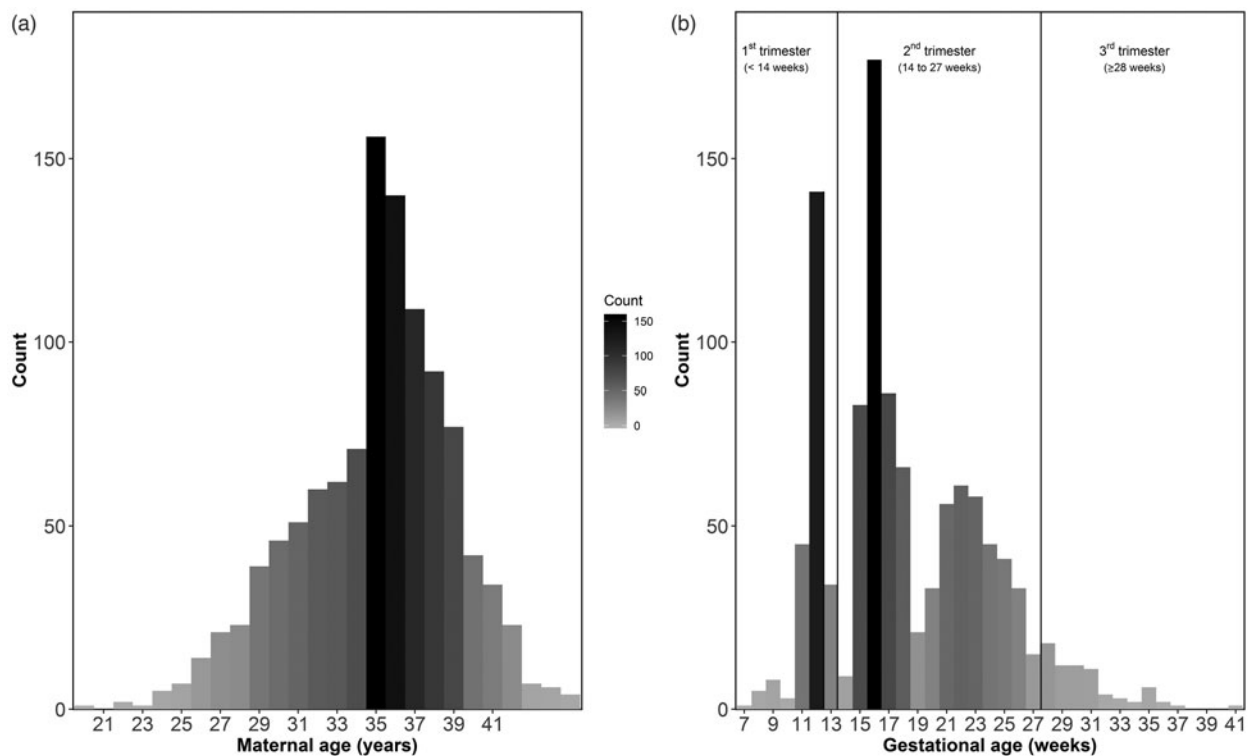 (a)
150
100
50
0
Count
21 23 25 27 29 31 33 35 37 39 41
Maternal age (years)
Count
150
100
50
0
(b)
1st trimester
(< 14 weeks)
2nd trimester
(14 to 27 weeks)
3rd trimester
(≥28 weeks)
150
100
50
0
Count
7 9 11 13 15 17 19 21 23 25 27 29 31 33 35 37 39 41
Gestational age (weeks)